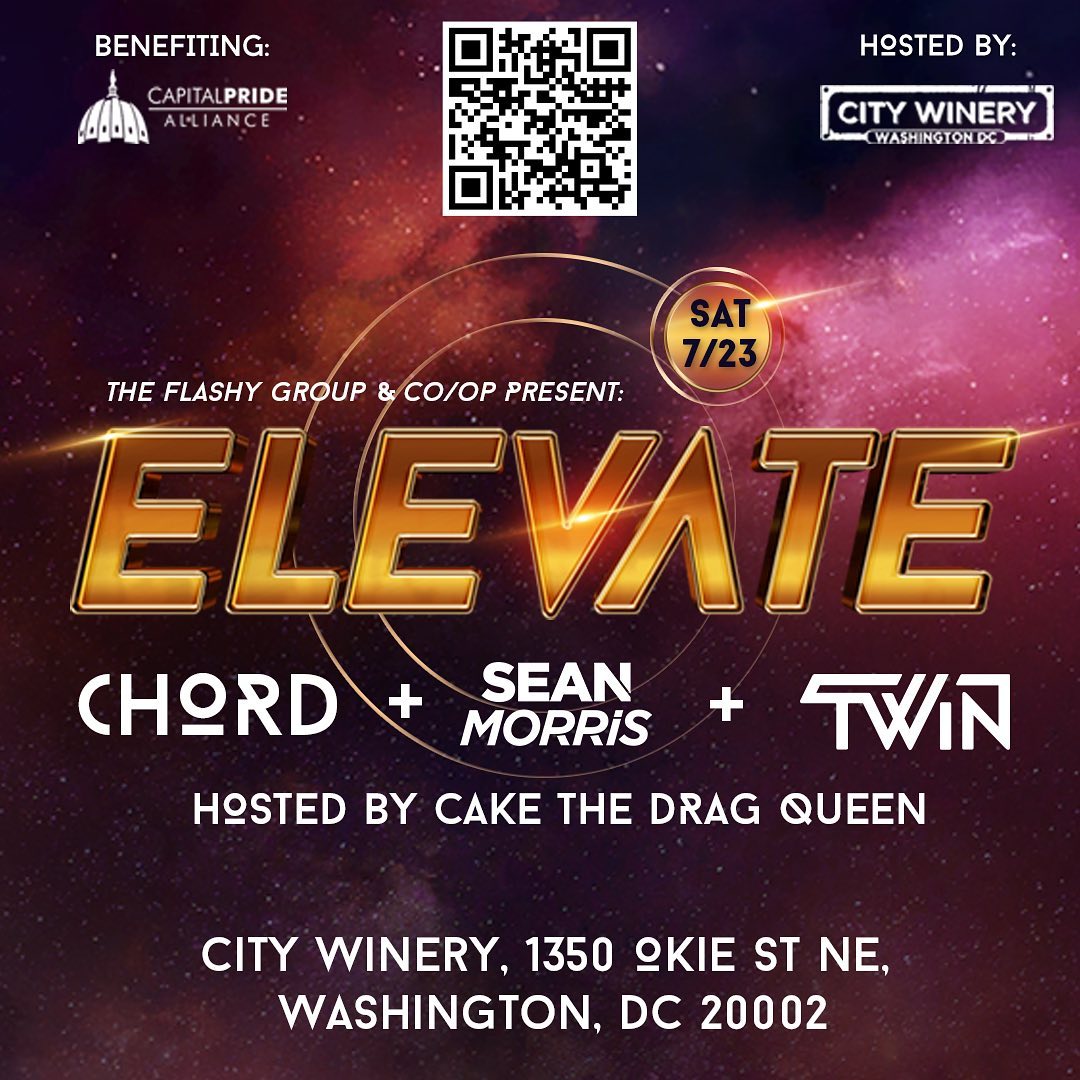 BENEFITING:
CAPITALPRIDE
ALLIANCE
HOSTED BY:
CITY WINERY
WASHINGTON DC
SAT
7/23
THE FLASHY GROUP & CO/OP PRESENT:
ELEVATE
CHORD + SEAN MORRiS + TWiN
HOSTED BY CAKE THE DRAG QUEEN
CITY WINERY, 1350 OKIE ST NE,
WASHINGTON, DC 20002